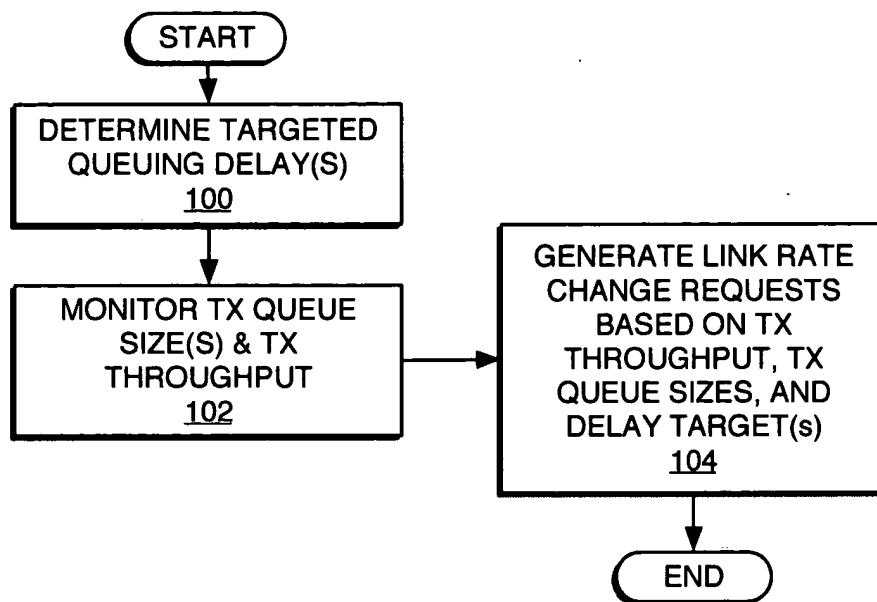 START
DETERMINE TARGETED
QUEUING DELAY(S)
100
MONITOR TX QUEUE
SIZE(S) & TX
THROUGHPUT
102
GENERATE LINK RATE
CHANGE REQUESTS
BASED ON TX
THROUGHPUT, TX
QUEUE SIZES, AND
DELAY TARGET(s)
104
END